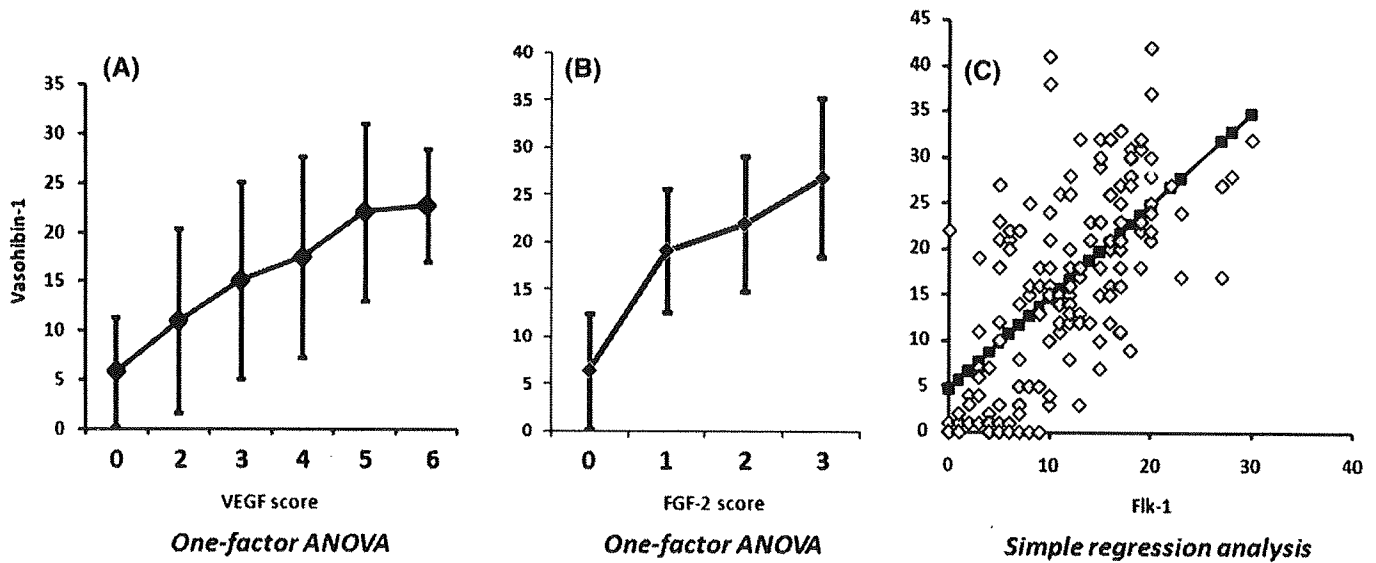 (A)
35
30
25
20
15
10
5
0
Vasohibin-1
0 2 3 4 5 6
VEGF score
One-factor ANOVA
(B)
40
35
30
25
20
15
10
5
0
0 1 2 3
FGF-2 score
One-factor ANOVA
(C)
45
40
35
30
25
20
15
10
5
0
0 10 20 30 40
Flk-1
Simple regression analysis